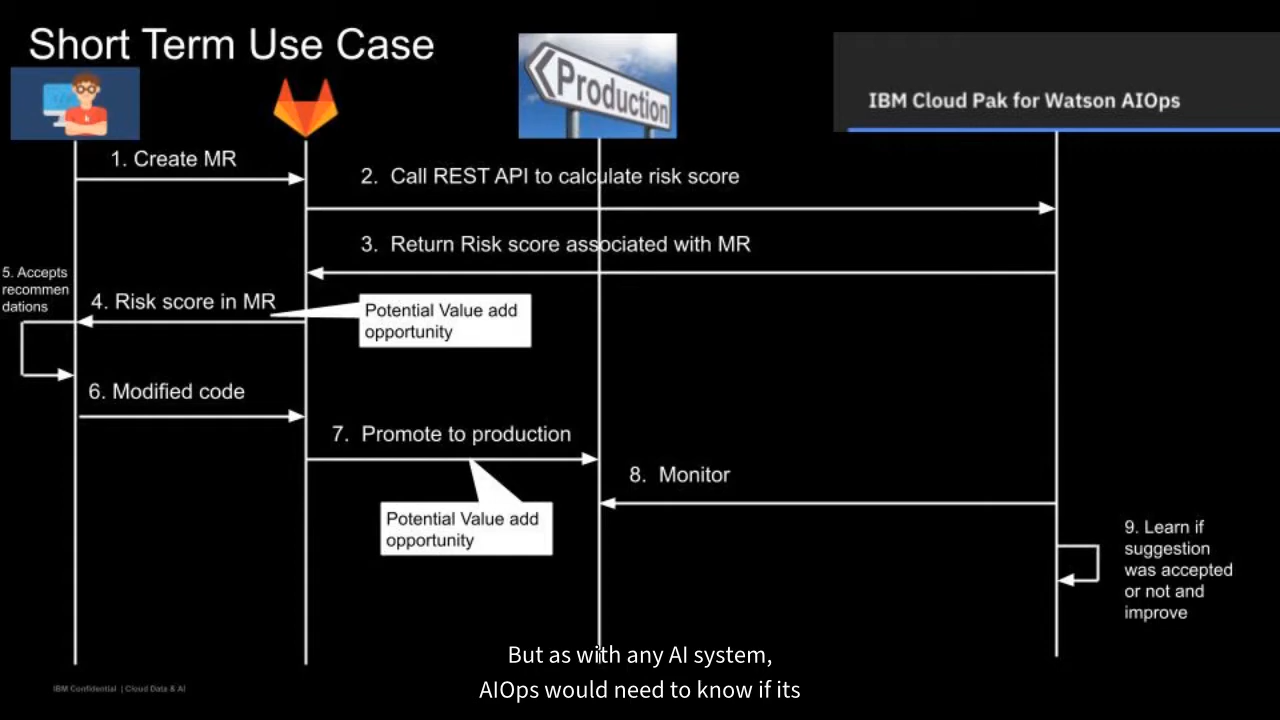 Short Term Use Case
Production
IBM Cloud Pak for Watson AIOps
1. Create MR
2. Call REST API to calculate risk score
3. Return Risk score associated with MR
5. Accepts
recommen
dations
4. Risk score in MR
Potential Value add
opportunity
6. Modified code
7. Promote to production
8. Monitor
Potential Value add
opportunity
9. Learn if
suggestion
was accepted
or not and
improve
But as with any AI system,
AIOps would need to know if its
IBM Confidential | Cloud Data & AI